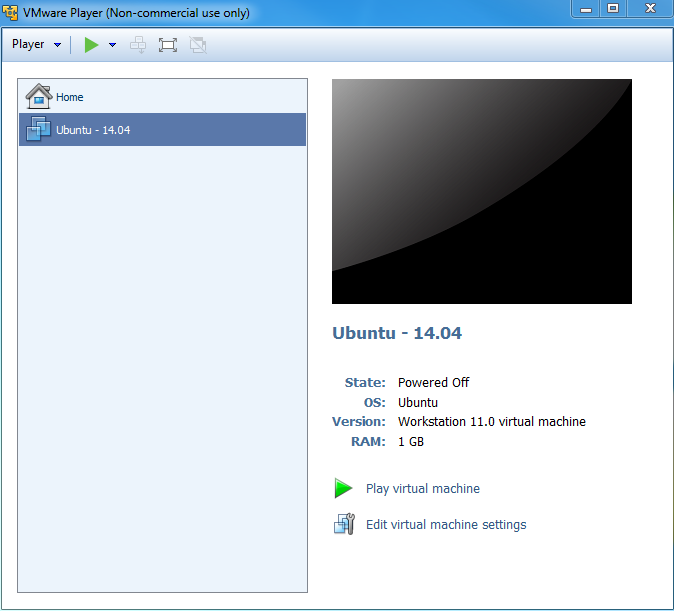 VMware Player (Non-commercial use only)
Player
Home
Ubuntu - 14.04
Ubuntu - 14.04
State: Powered Off
OS: Ubuntu
Version: Workstation 11.0 virtual machine
RAM: 1 GB
Play virtual machine
Edit virtual machine settings